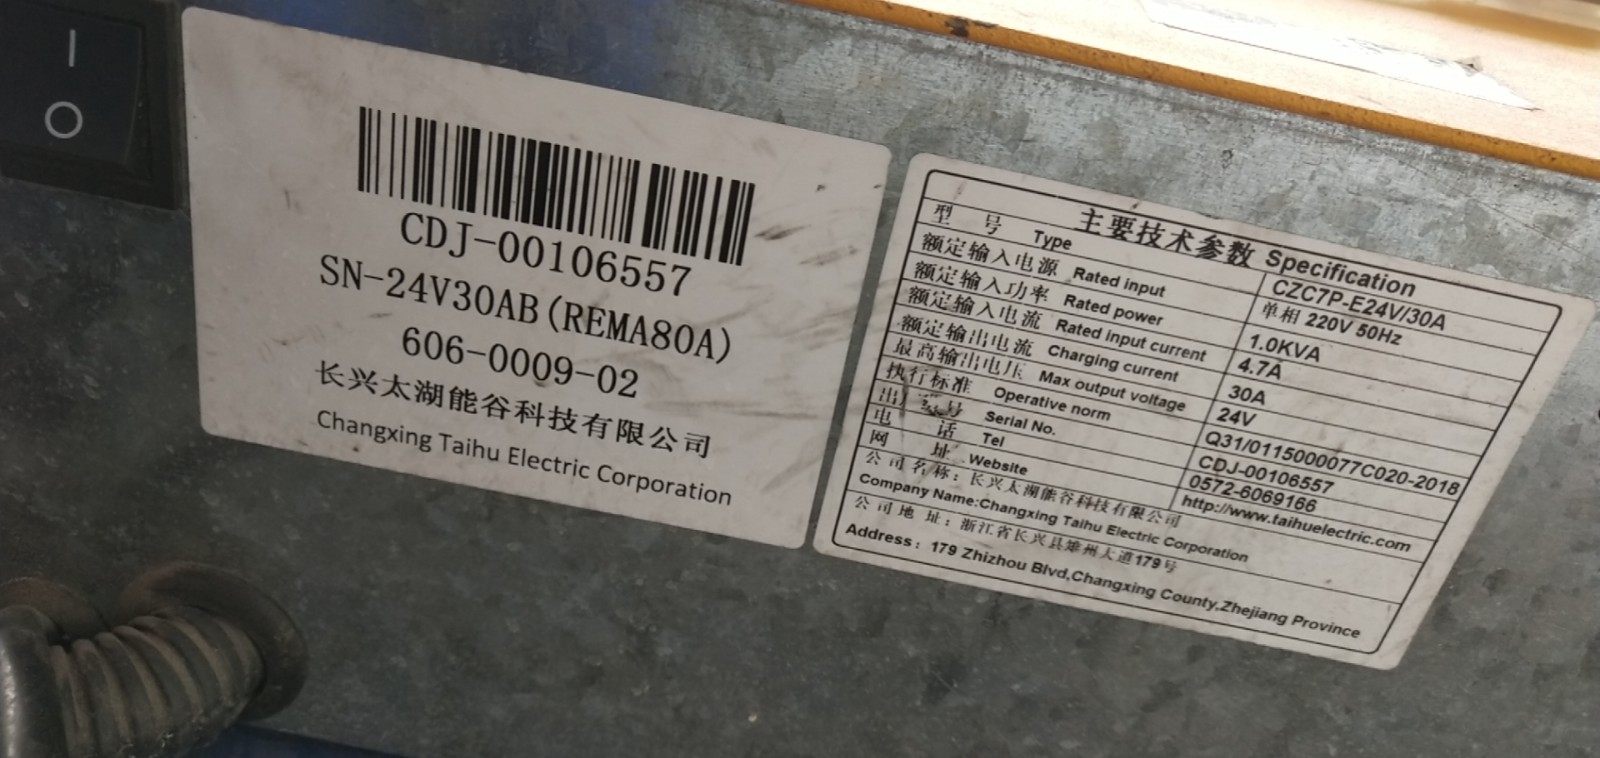 CDJ-00106557
SN-24V30AB(REMA80A)
606-0009-02
长兴太湖能谷科技有限公司
Changxing Taihu Electric Corporation
主要技术参数 Specification
型 号 Type CZC7P-E24V/30A
额定输入电源 Rated input 单相 220V 50Hz
额定输入功率 Rated power 1.0KVA
额定输入电流 Rated input current 4.7A
额定输出电流 Charging current 30A
最高输出电压 Max output voltage 24V
执行标准 Operative norm Q31/0115000077C020-2018
出 号 Serial No. CDJ-00106557
电 话 Tel 0572-6069166
网 址 Website http://www.taihuelectric.com
公司名称：长兴太湖能谷科技有限公司
Company Name:Changxing Taihu Electric Corporation
公司地址：浙江省长兴县雉州大道179号
Address：179 Zhizhou Blvd,Changxing County,Zhejiang Province